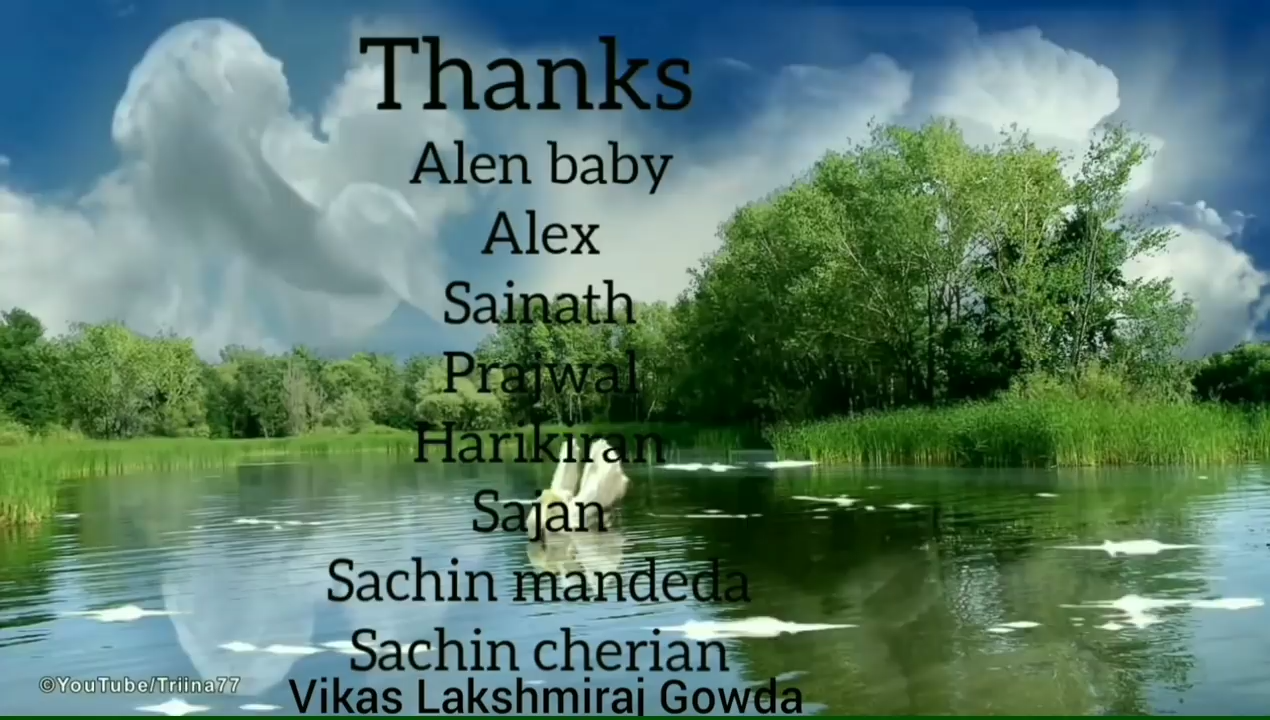 Thanks
Alen baby
Alex
Sainath
Prajwal
Harikiran
Sajan
Sachin mandeda
Sachin cherian
©YouTube/Triina77
Vikas Lakshmiraj Gowda